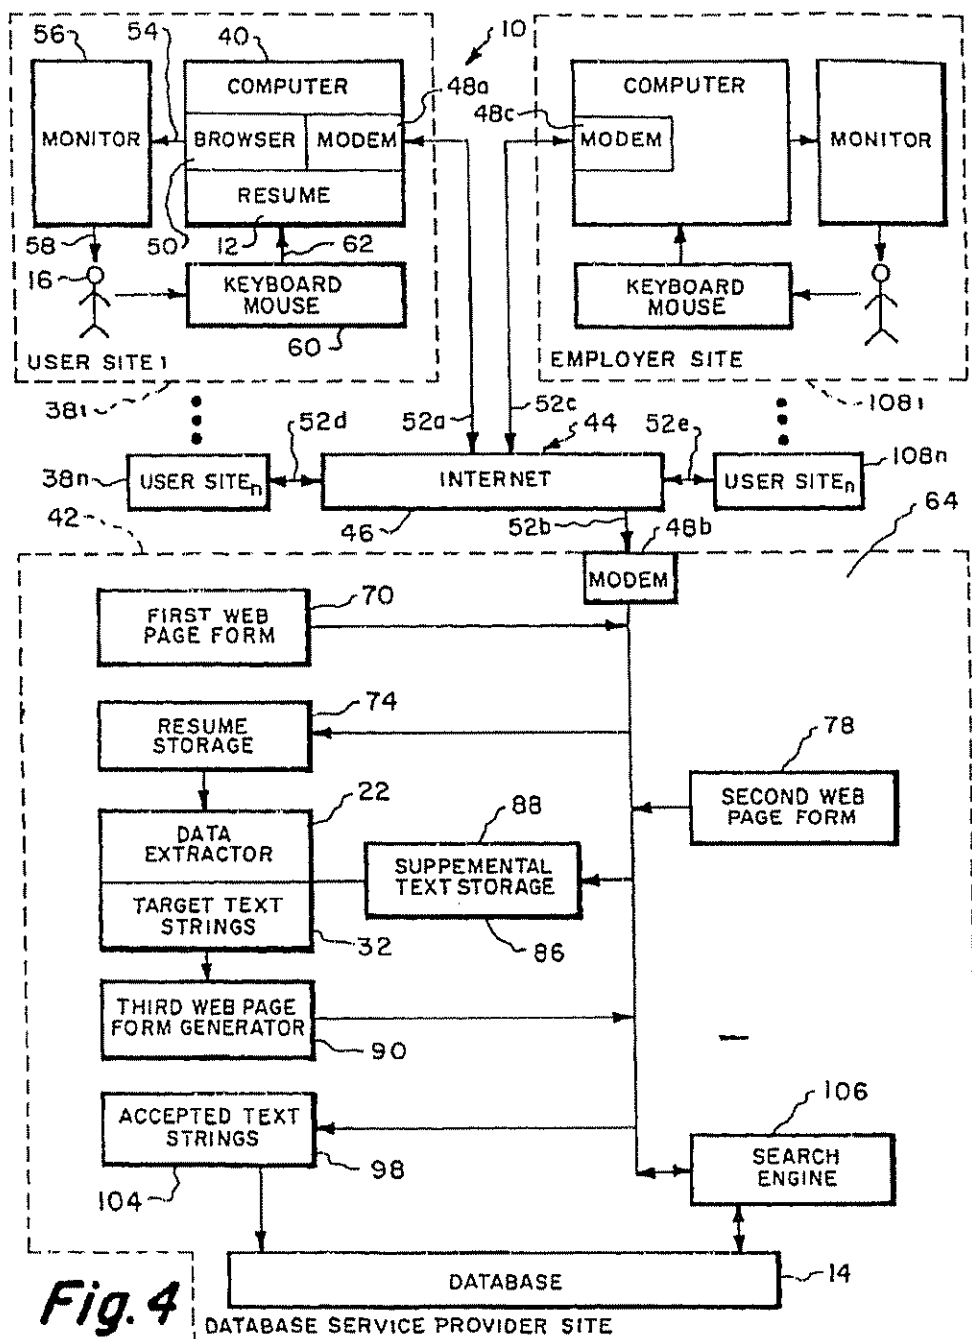 56
54
40
10
COMPUTER
48a
48c
COMPUTER
MONITOR
BROWSER
MODEM
MODEM
MONITOR
RESUME
58
50
12
62
16
KEYBOARD
MOUSE
KEYBOARD
MOUSE
60
USER SITE 1
EMPLOYER SITE
381
52a
52c
1081
52d
44
52e
38n
USER SITEn
INTERNET
USER SITEn
108n
42
46
52b
48b
64
MODEM
70
FIRST WEB
PAGE FORM
74
RESUME
STORAGE
78
SECOND WEB
PAGE FORM
22
88
DATA
EXTRACTOR
SUPPEMENTAL
TEXT STORAGE
TARGET TEXT
STRINGS
32
86
THIRD WEB PAGE
FORM GENERATOR
90
106
ACCEPTED TEXT
STRINGS
SEARCH
ENGINE
104
98
DATABASE
14
Fig. 4
DATABASE SERVICE PROVIDER SITE